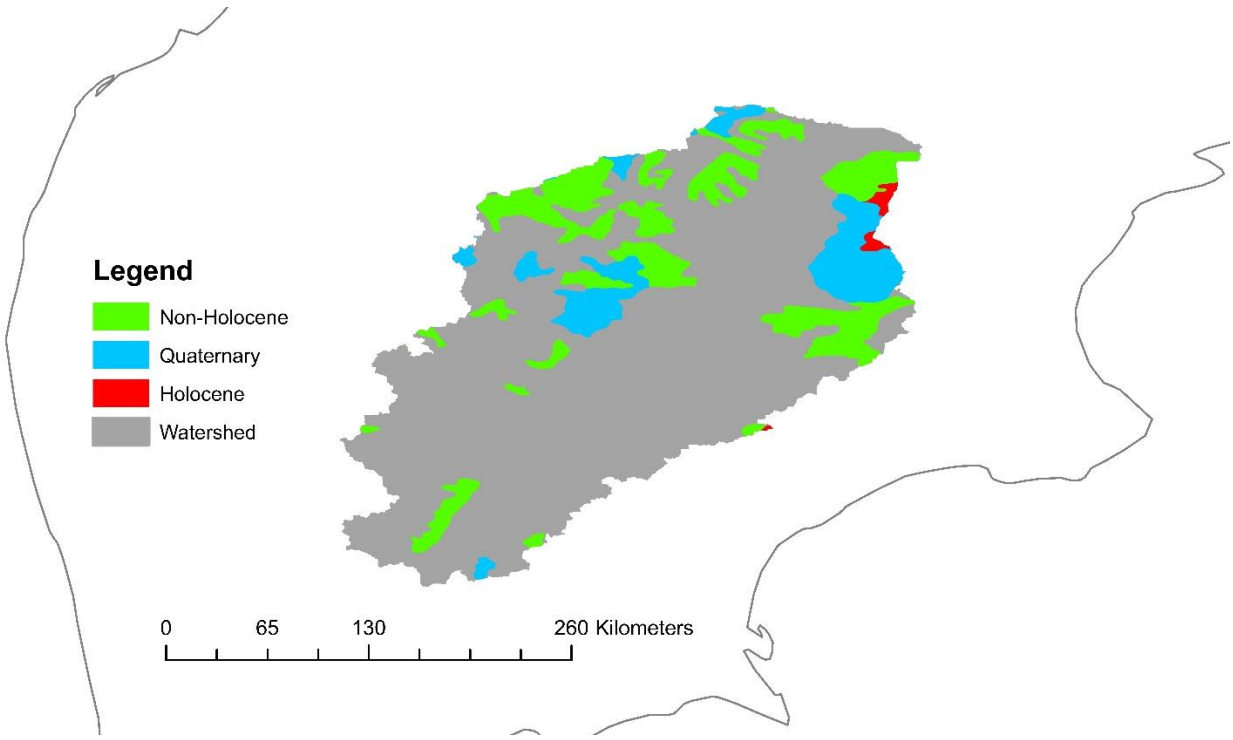 Legend
Non-Holocene
Quaternary
Holocene
Watershed
0 65 130 260 Kilometers